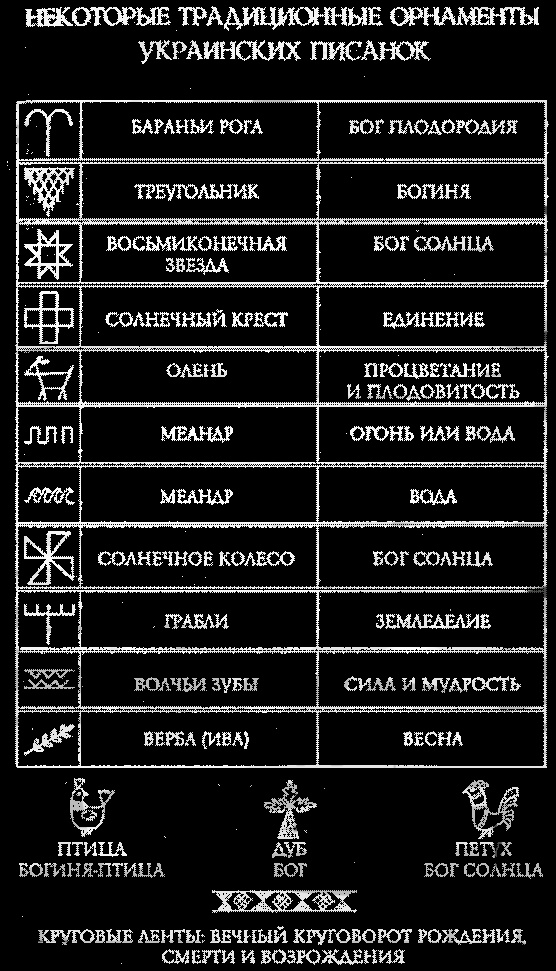 НЕКОТОРЫЕ ТРАДИЦИОННЫЕ ОРНАМЕНТЫ
УКРАИНСКИХ ПИСАНОК
БАРАНЬИ РОГА БОГ ПЛОДОРОДИЯ
ТРЕУГОЛЬНИК БОГИНЯ
ВОСЬМИКОНЕЧНАЯ ЗВЕЗДА БОГ СОЛНЦА
СОЛНЕЧНЫЙ КРЕСТ ЕДИНЕНИЕ
ОЛЕНЬ ПРОЦВЕТАНИЕ
И ПЛОДОВИТОСТЬ
МЕАНДР ОГОНЬ ИЛИ ВОДА
МЕАНДР ВОДА
СОЛНЕЧНОЕ КОЛЕСО БОГ СОЛНЦА
ГРАБЛИ ЗЕМЛЕДЕЛИЕ
ВОЛЧЬИ ЗУБЫ СИЛА И МУДРОСТЬ
ВЕРБА (ИВА) ВЕСНА
ПТИЦА ДУБ ПЕТУХ
БОГИНЯ-ПТИЦА БОГ БОГ СОЛНЦА
КРУГОВЫЕ ЛЕНТЫ: ВЕЧНЫЙ КРУГОВОРОТ РОЖДЕНИЯ,
СМЕРТИ И ВОЗРОЖДЕНИЯ